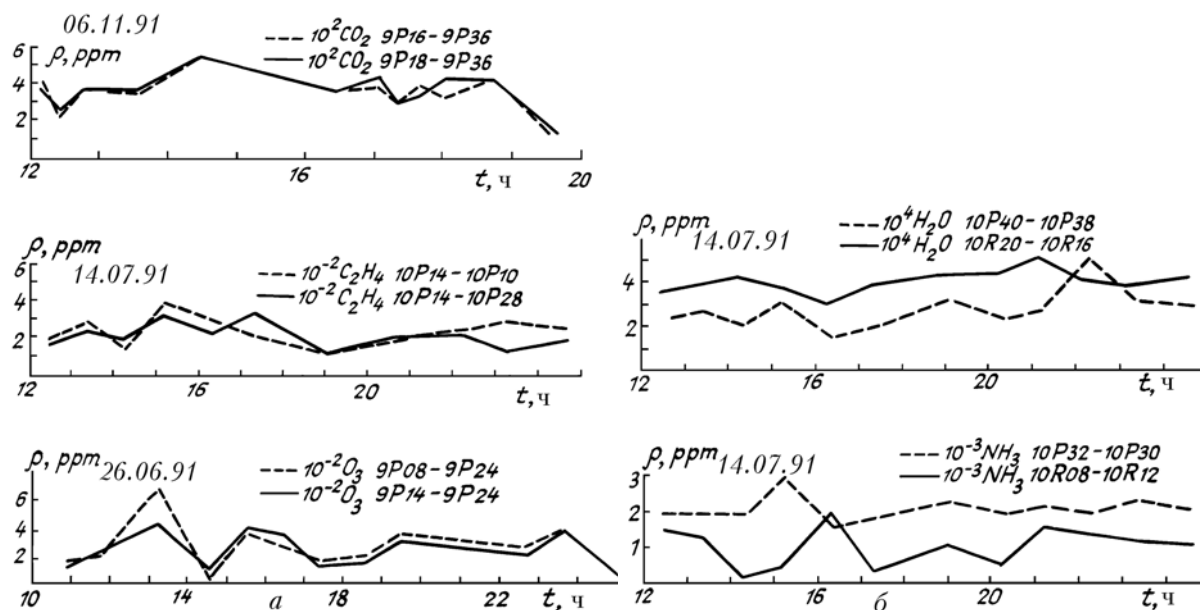 06.11.91
ρ, ppm
10²CO₂ 9P16-9P36
10²CO₂ 9P18-9P36
6
4
2
12 16 20
t, ч
ρ, ppm
14.07.91
10⁻²C₂H₄ 10P14-10P10
10⁻²C₂H₄ 10P14-10P28
6
4
2
12 16 20
t, ч
ρ, ppm
26.06.91
10⁻²O₃ 9P08-9P24
10⁻²O₃ 9P14-9P24
6
4
2
10 14 18 22
t, ч
а
ρ, ppm
14.07.91
10⁴H₂O 10P40-10P38
10⁴H₂O 10R20-10R16
4
2
12 16 20
t, ч
ρ, ppm
14.07.91
10⁻³NH₃ 10P32-10P30
10⁻³NH₃ 10R08-10R12
3
2
1
12 16 20
t, ч
б